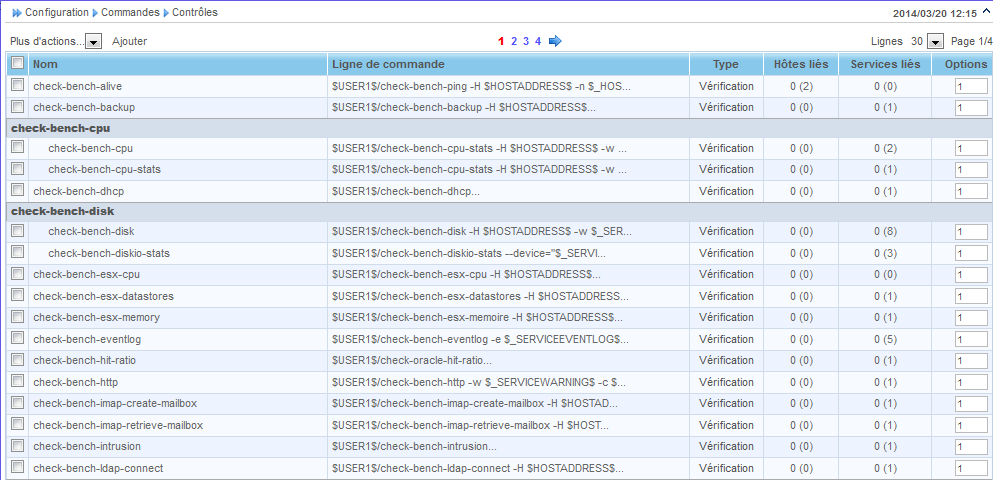 Configuration Commandes Contrôles 2014/03/20 12:15
Plus d'actions... Ajouter 1 2 3 4 Lignes 30 Page 1/4
Nom Ligne de commande Type Hôtes liés Services liés Options
check-bench-alive $USER1$/check-bench-ping -H $HOSTADDRESS$ -n $_HOS... Vérification 0 (2) 0 (0) 1
check-bench-backup $USER1$/check-bench-backup -H $HOSTADDRESS$... Vérification 0 (0) 0 (1) 1
check-bench-cpu
check-bench-cpu $USER1$/check-bench-cpu-stats -H $HOSTADDRESS$ -w ... Vérification 0 (0) 0 (2) 1
check-bench-cpu-stats $USER1$/check-bench-cpu-stats -H $HOSTADDRESS$ -w ... Vérification 0 (0) 0 (1) 1
check-bench-dhcp $USER1$/check-bench-dhcp... Vérification 0 (0) 0 (1) 1
check-bench-disk
check-bench-disk $USER1$/check-bench-disk -H $HOSTADDRESS$ -w $_SER... Vérification 0 (0) 0 (8) 1
check-bench-diskio-stats $USER1$/check-bench-diskio-stats --device="$_SERVI... Vérification 0 (0) 0 (3) 1
check-bench-esx-cpu $USER1$/check-bench-esx-cpu -H $HOSTADDRESS$... Vérification 0 (0) 0 (0) 1
check-bench-esx-datastores $USER1$/check-bench-esx-datastores -H $HOSTADDRESS... Vérification 0 (0) 0 (1) 1
check-bench-esx-memory $USER1$/check-bench-esx-memoire -H $HOSTADDRESS$... Vérification 0 (0) 0 (1) 1
check-bench-eventlog $USER1$/check-bench-eventlog -e $_SERVICEEVENTLOG$... Vérification 0 (0) 0 (5) 1
check-bench-hit-ratio $USER1$/check-oracle-hit-ratio... Vérification 0 (0) 0 (1) 1
check-bench-http $USER1$/check-bench-http -w $_SERVICEWARNING$ -c $... Vérification 0 (0) 0 (1) 1
check-bench-imap-create-mailbox $USER1$/check-bench-imap-create-mailbox -H $HOSTAD... Vérification 0 (0) 0 (1) 1
check-bench-imap-retrieve-mailbox $USER1$/check-bench-imap-retrieve-mailbox -H $HOST... Vérification 0 (0) 0 (1) 1
check-bench-intrusion $USER1$/check-bench-intrusion... Vérification 0 (0) 0 (1) 1
check-bench-ldap-connect $USER1$/check-bench-ldap-connect -H $HOSTADDRESS$... Vérification 0 (0) 0 (1) 1